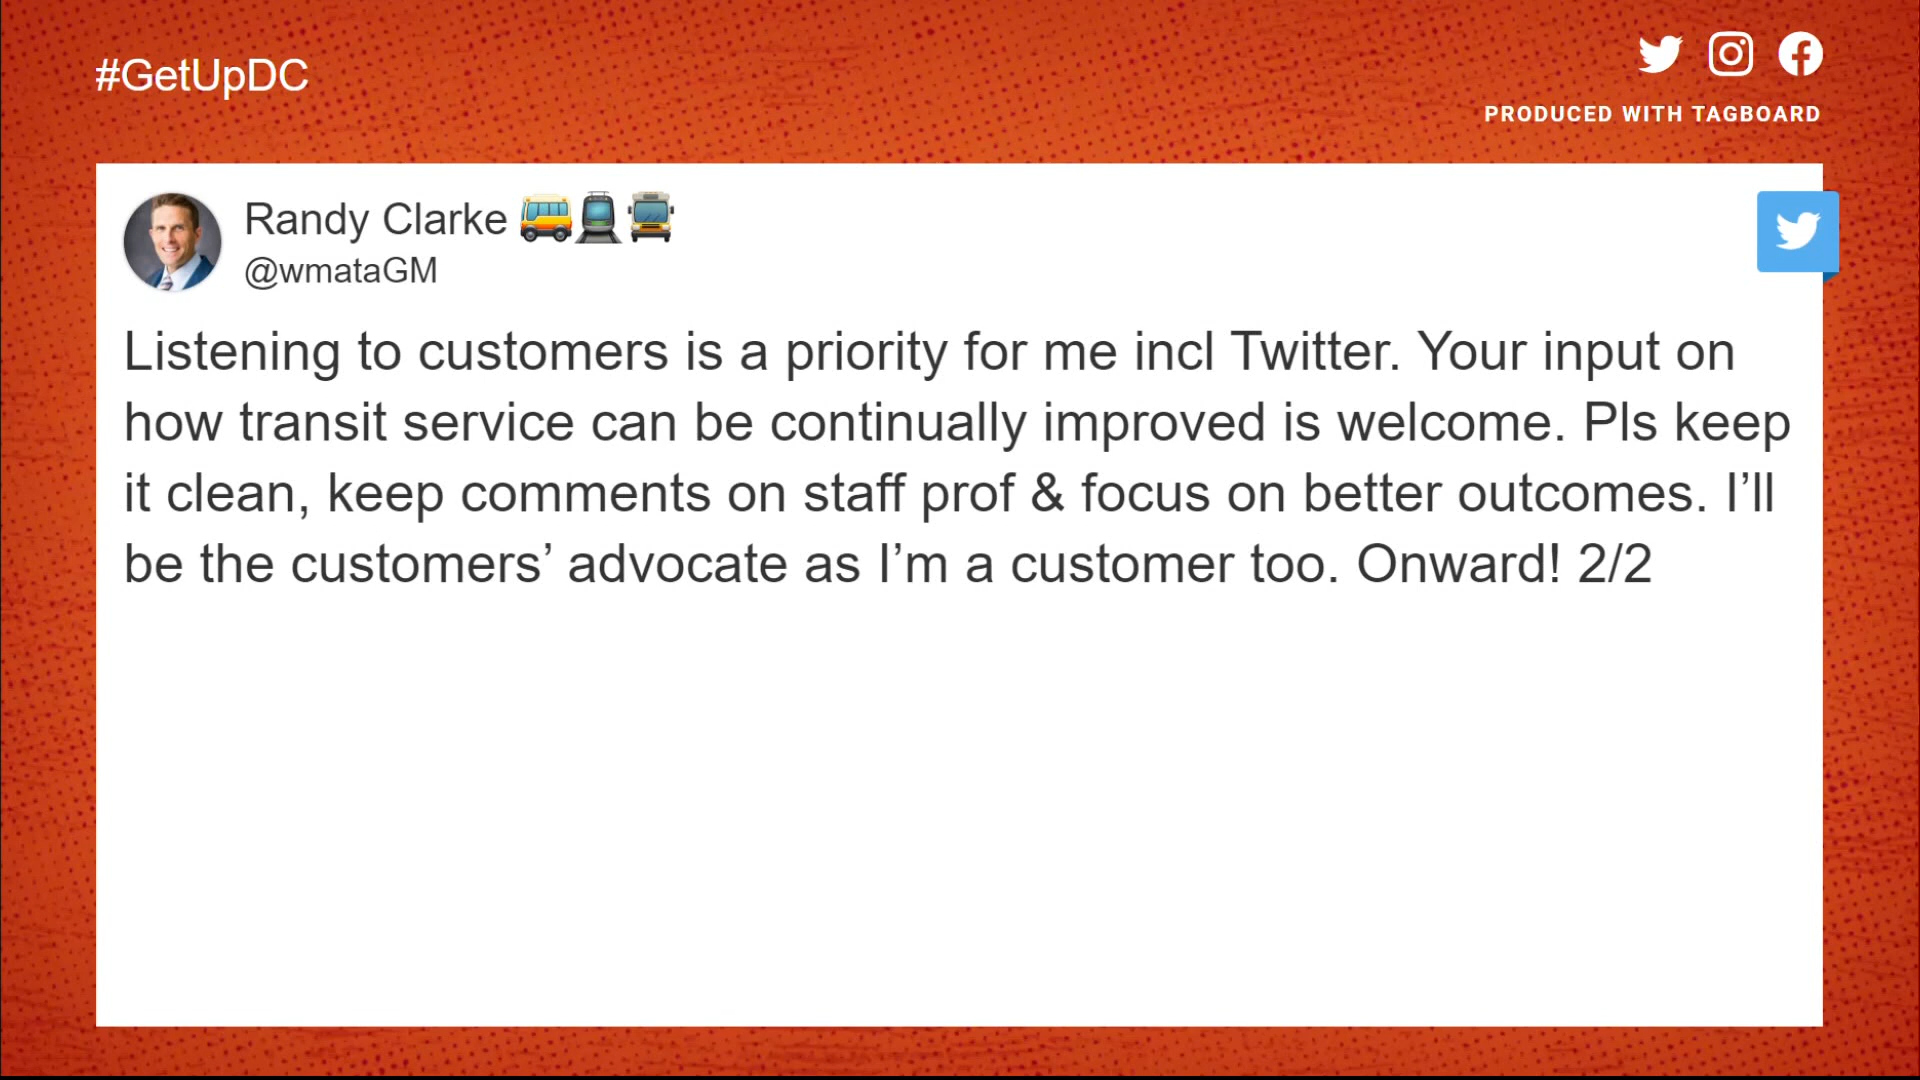 #GetUpDC
PRODUCED WITH TAGBOARD
Randy Clarke 🚌🚊🚍
@wmataGM
Listening to customers is a priority for me incl Twitter. Your input on
how transit service can be continually improved is welcome. Pls keep
it clean, keep comments on staff prof & focus on better outcomes. I’ll
be the customers’ advocate as I’m a customer too. Onward! 2/2